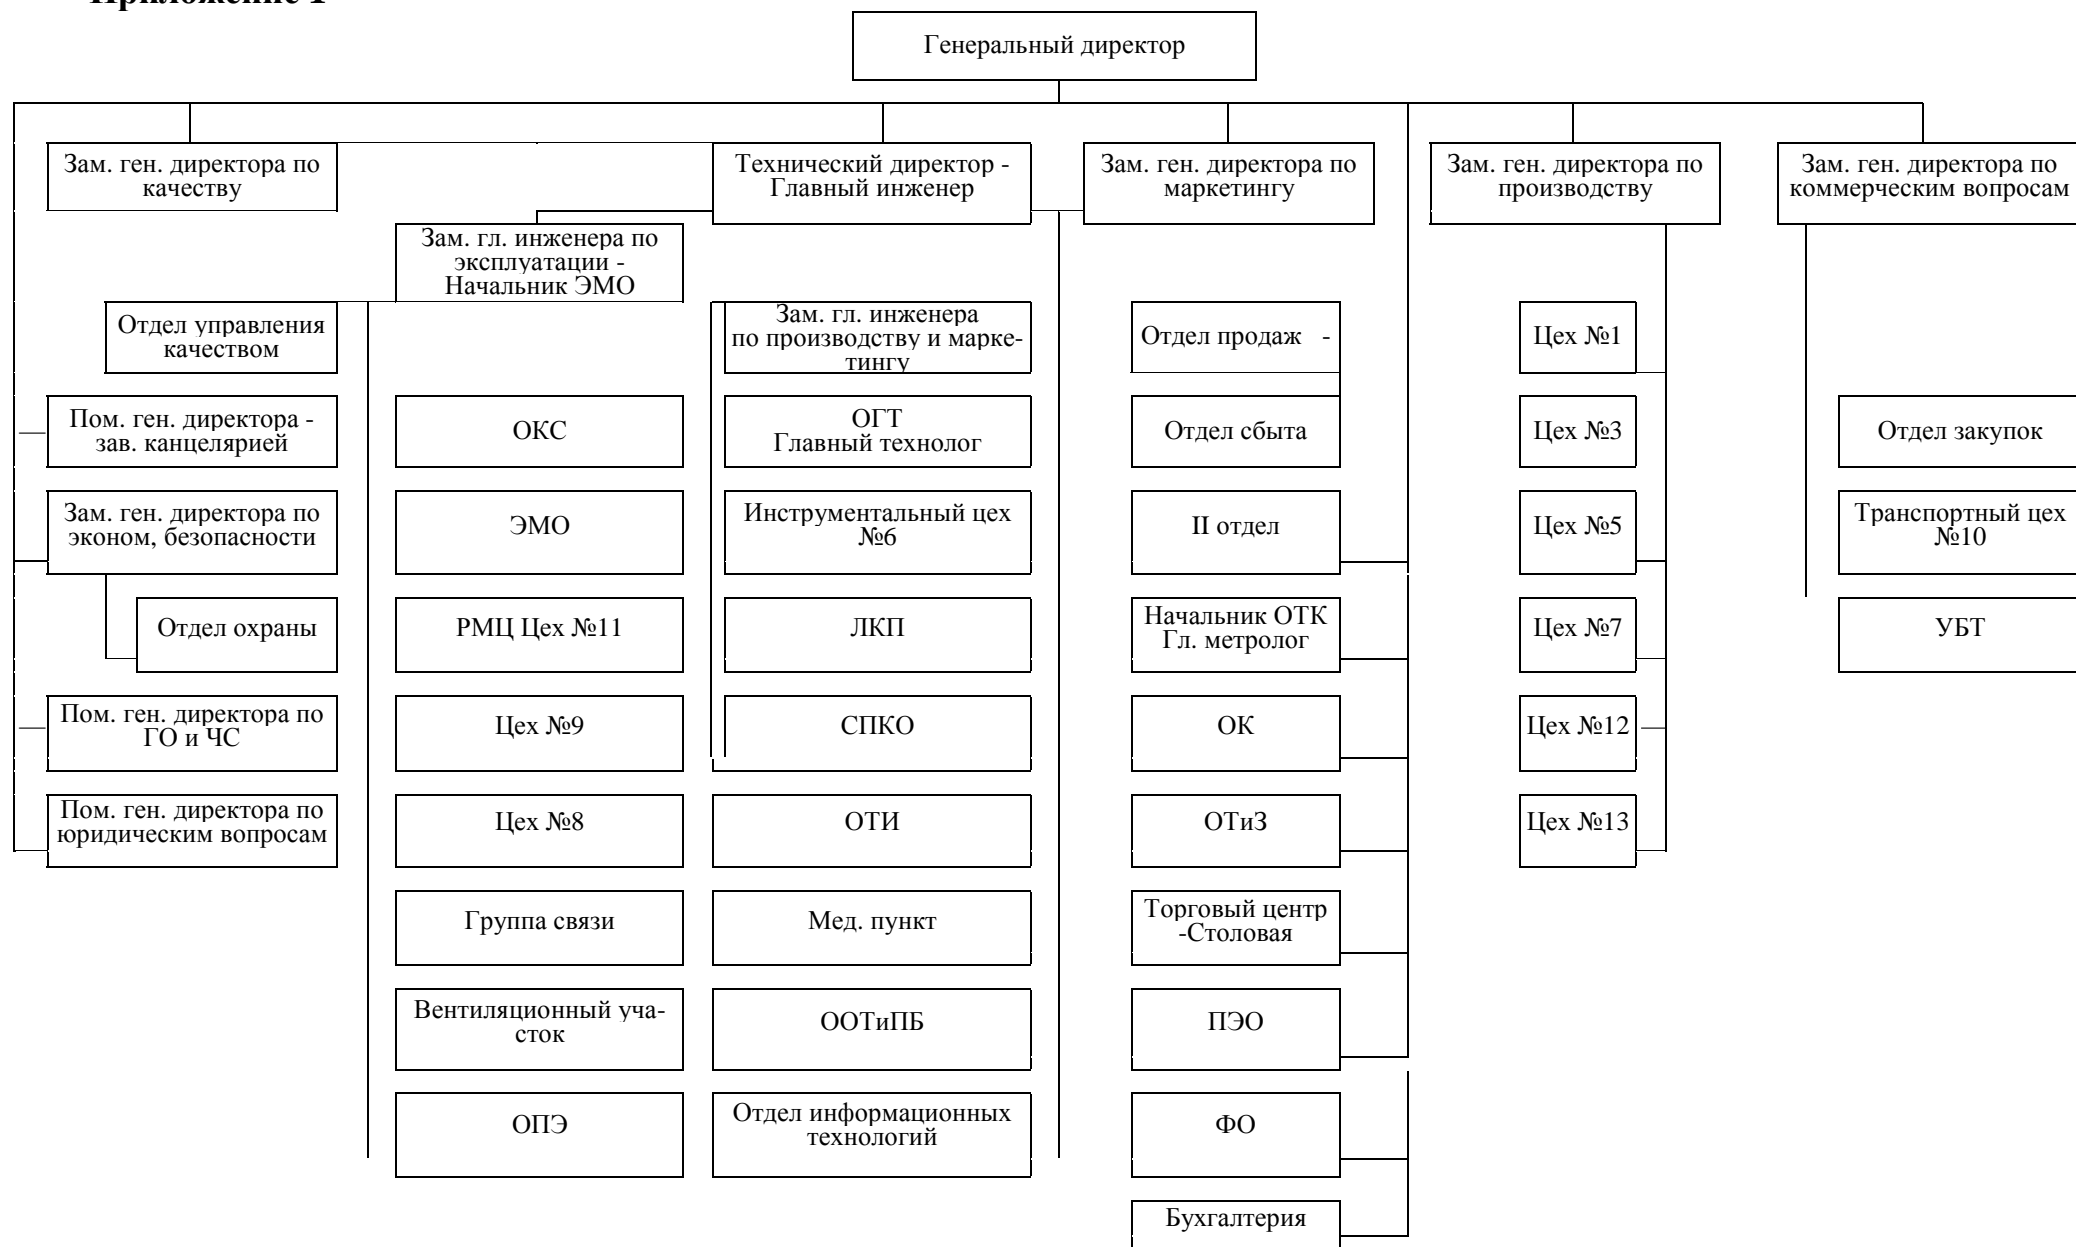 Приложение 1
Генеральный директор
Зам. ген. директора по
качеству
Технический директор -
Главный инженер
Зам. ген. директора по
маркетингу
Зам. ген. директора по
производству
Зам. ген. директора по
коммерческим вопросам
Зам. гл. инженера по
эксплуатации -
Начальник ЭМО
Отдел управления
качеством
Зам. гл. инженера
по производству и марке-
тингу
Отдел продаж -
Цех №1
Пом. ген. директора -
зав. канцелярией
ОКС
ОГТ
Главный технолог
Отдел сбыта
Цех №3
Отдел закупок
Зам. ген. директора по
эконом, безопасности
ЭМО
Инструментальный цех
№6
II отдел
Цех №5
Транспортный цех
№10
Отдел охраны
РМЦ Цех №11
ЛКП
Начальник ОТК
Гл. метролог
Цех №7
УБТ
Пом. ген. директора по
ГО и ЧС
Цех №9
СПКО
ОК
Цех №12
Пом. ген. директора по
юридическим вопросам
Цех №8
ОТИ
ОТиЗ
Цех №13
Группа связи
Мед. пункт
Торговый центр
-Столовая
Вентиляционный уча-
сток
ООТиПБ
ПЭО
ОПЭ
Отдел информационных
технологий
ФО
Бухгалтерия